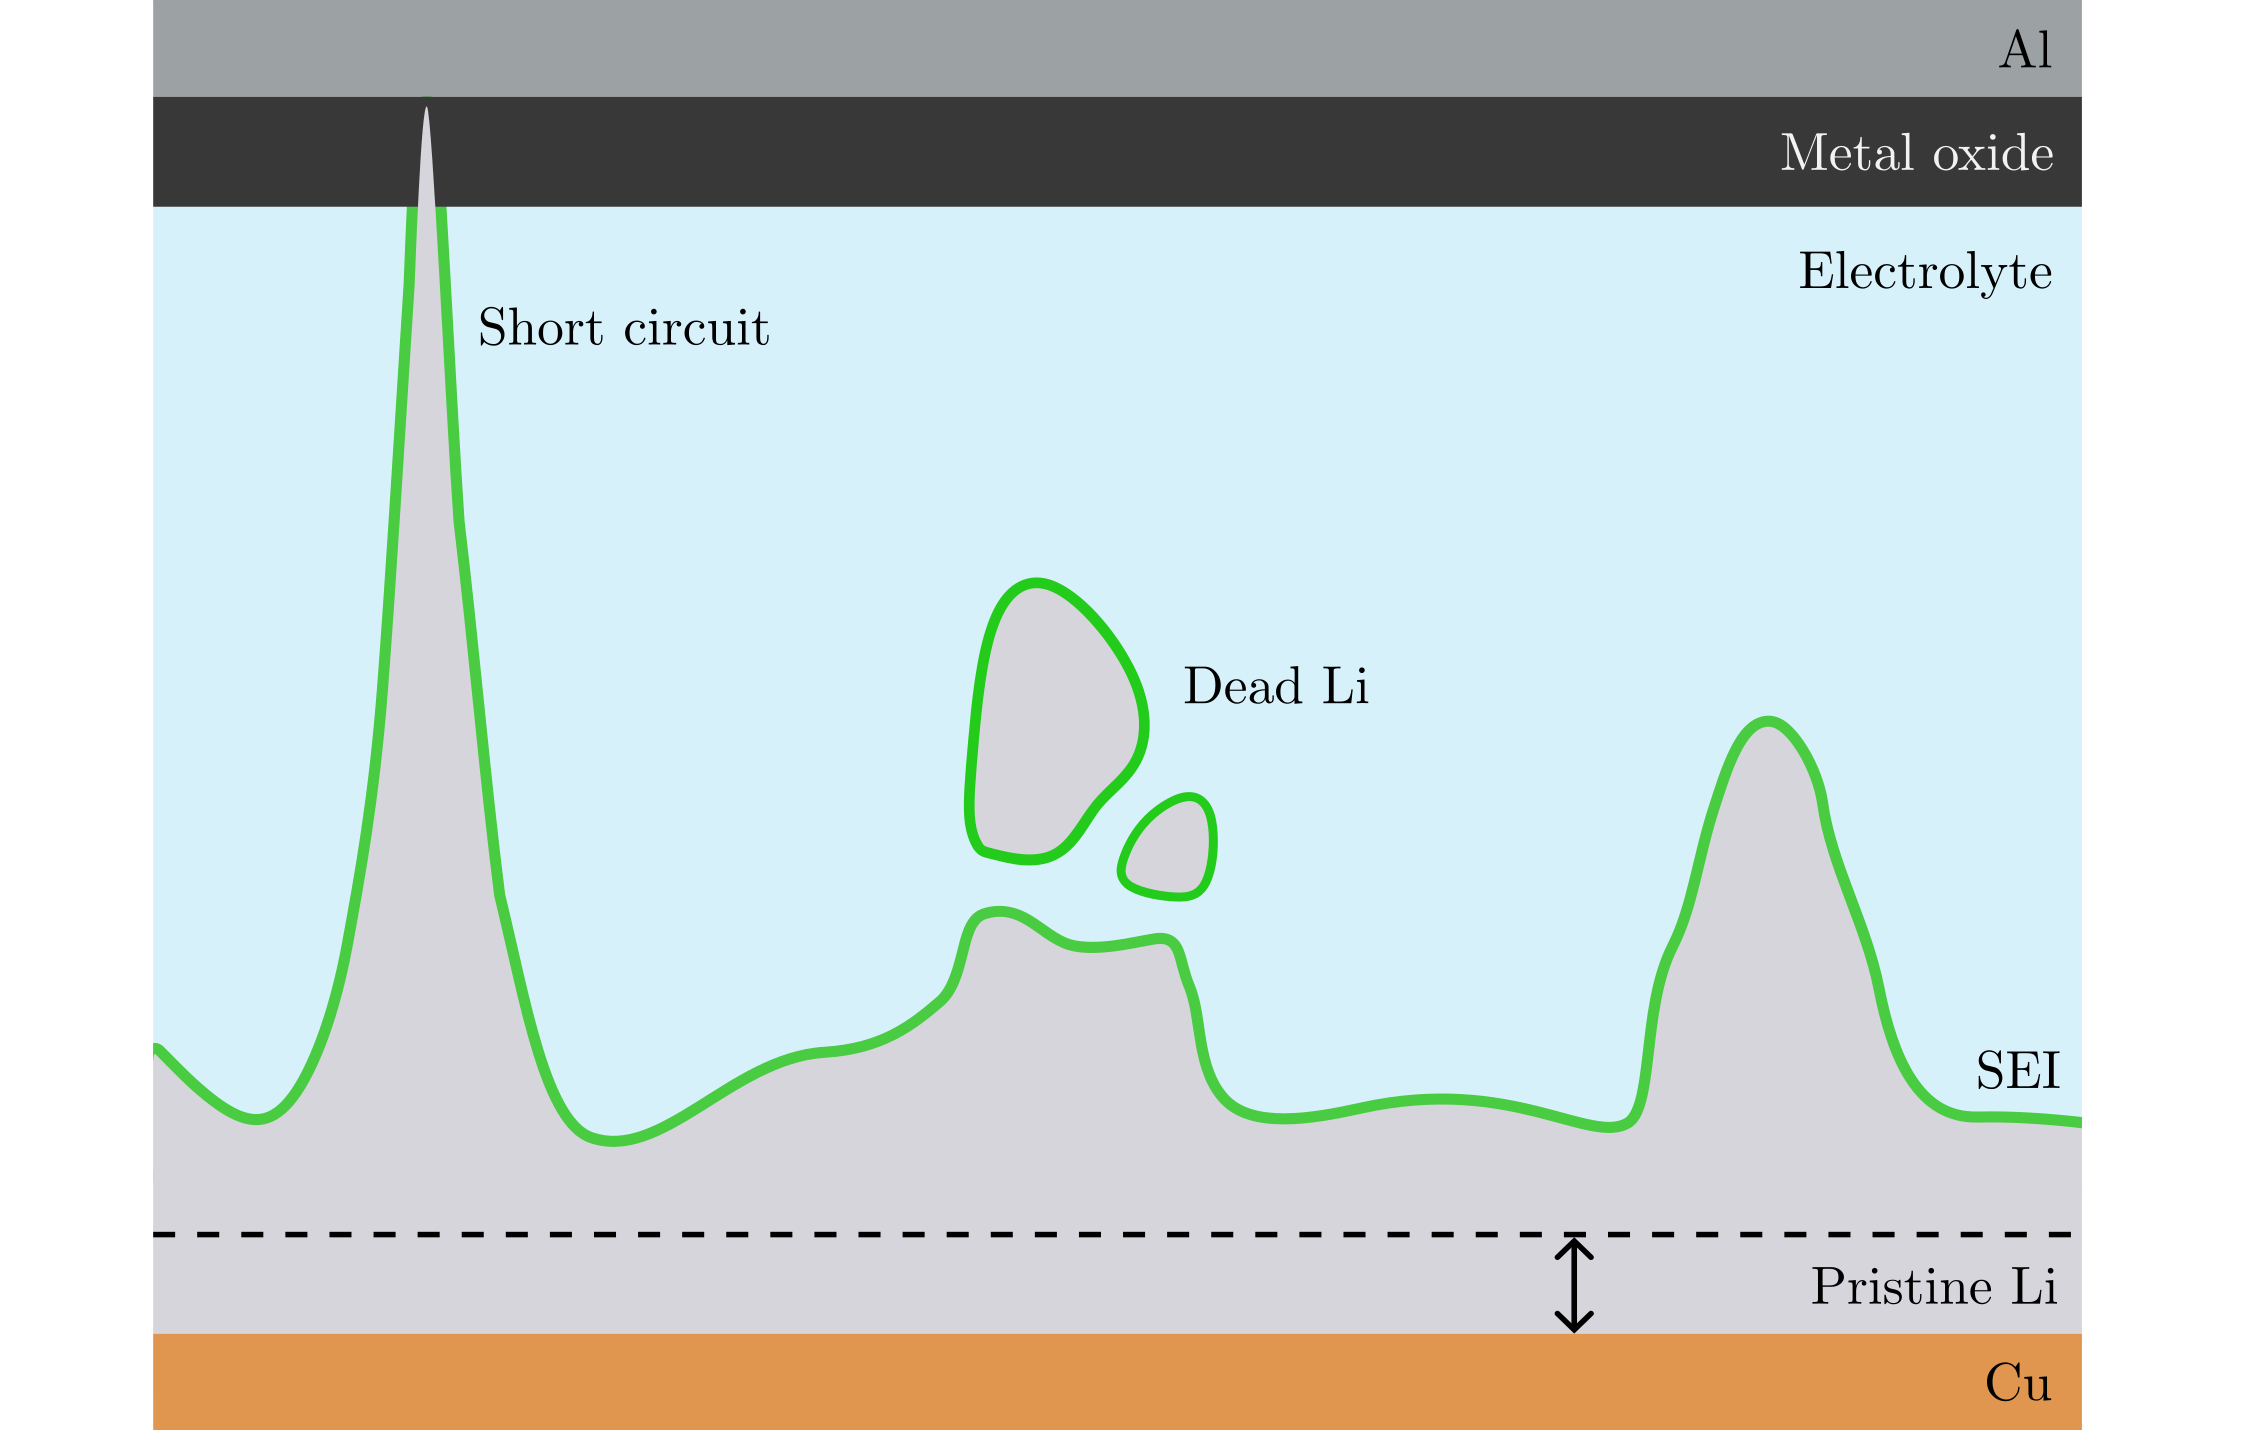 Al
Metal oxide
Electrolyte
Short circuit
Dead Li
SEI
Pristine Li
Cu